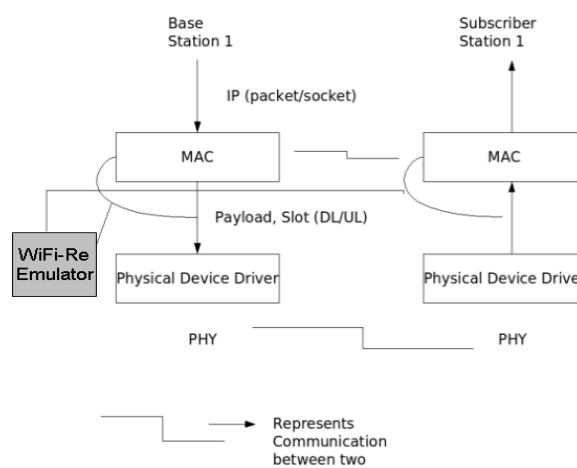 Base
Station 1
Subscriber
Station 1
IP (packet/socket)
MAC
MAC
Payload, Slot (DL/UL)
WiFi-Re
Emulator
Physical Device Driver
Physical Device Drive
PHY
PHY
Represents
Communication
between two